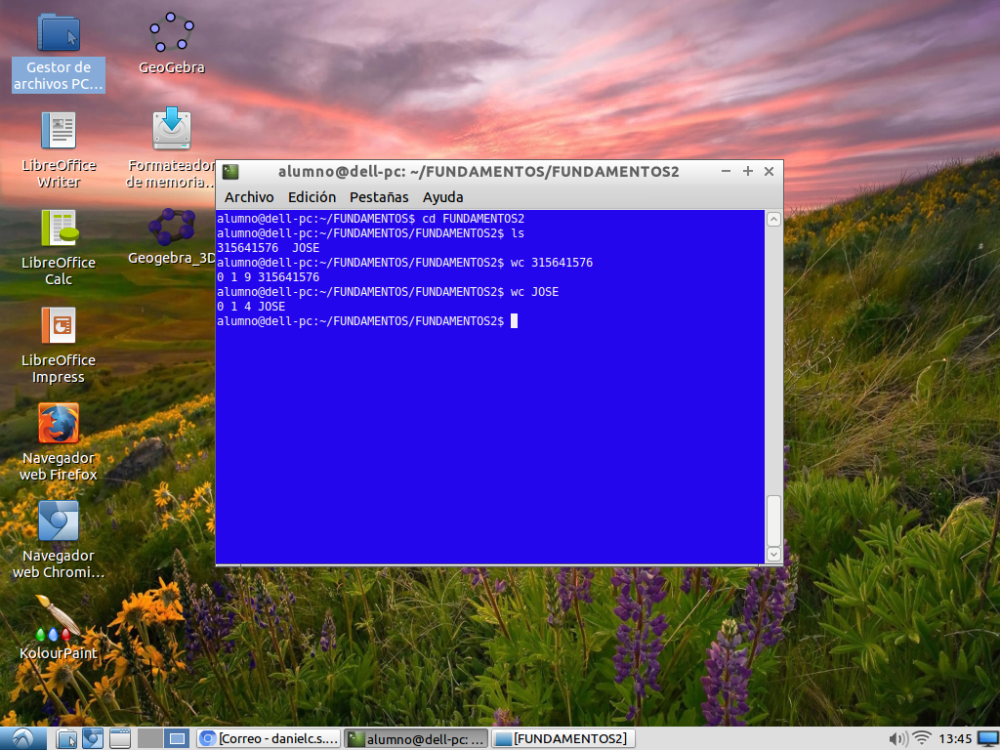 Gestor de
archivos PC...
GeoGebra
LibreOffice
Writer
Formateador
de memoria...
LibreOffice
Calc
Geogebra_3D
LibreOffice
Impress
Navegador
web Firefox
Navegador
web Chromi...
KolourPaint
alumno@dell-pc: ~/FUNDAMENTOS/FUNDAMENTOS2
Archivo Edición Pestañas Ayuda
alumno@dell-pc:~/FUNDAMENTOS$ cd FUNDAMENTOS2
alumno@dell-pc:~/FUNDAMENTOS/FUNDAMENTOS2$ ls
315641576  JOSE
alumno@dell-pc:~/FUNDAMENTOS/FUNDAMENTOS2$ wc 315641576
0 1 9 315641576
alumno@dell-pc:~/FUNDAMENTOS/FUNDAMENTOS2$ wc JOSE
0 1 4 JOSE
alumno@dell-pc:~/FUNDAMENTOS/FUNDAMENTOS2$
[Correo - danielc.s.... alumno@dell-pc: ... [FUNDAMENTOS2] 13:45